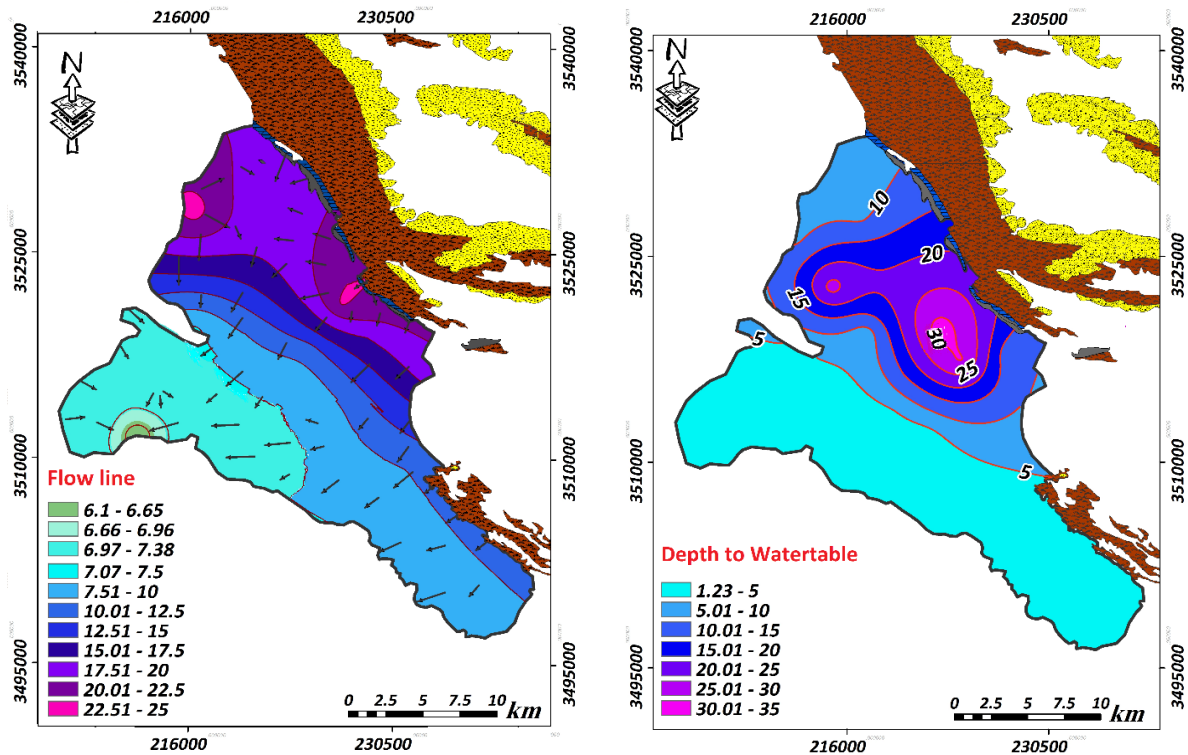 216000 230500
3540000 3540000
N
3525000 3525000
3510000 3510000
3495000 3495000
Flow line
6.1 - 6.65
6.66 - 6.96
6.97 - 7.38
7.07 - 7.5
7.51 - 10
10.01 - 12.5
12.51 - 15
15.01 - 17.5
17.51 - 20
20.01 - 22.5
22.51 - 25
0 2.5 5 7.5 10 km
216000 230500
216000 230500
3540000 3540000
N
10
20
3525000 3525000
15
30
5
25
3510000 3510000
5
3495000 3495000
Depth to Watertable
1.23 - 5
5.01 - 10
10.01 - 15
15.01 - 20
20.01 - 25
25.01 - 30
30.01 - 35
0 2.5 5 7.5 10 km
216000 230500